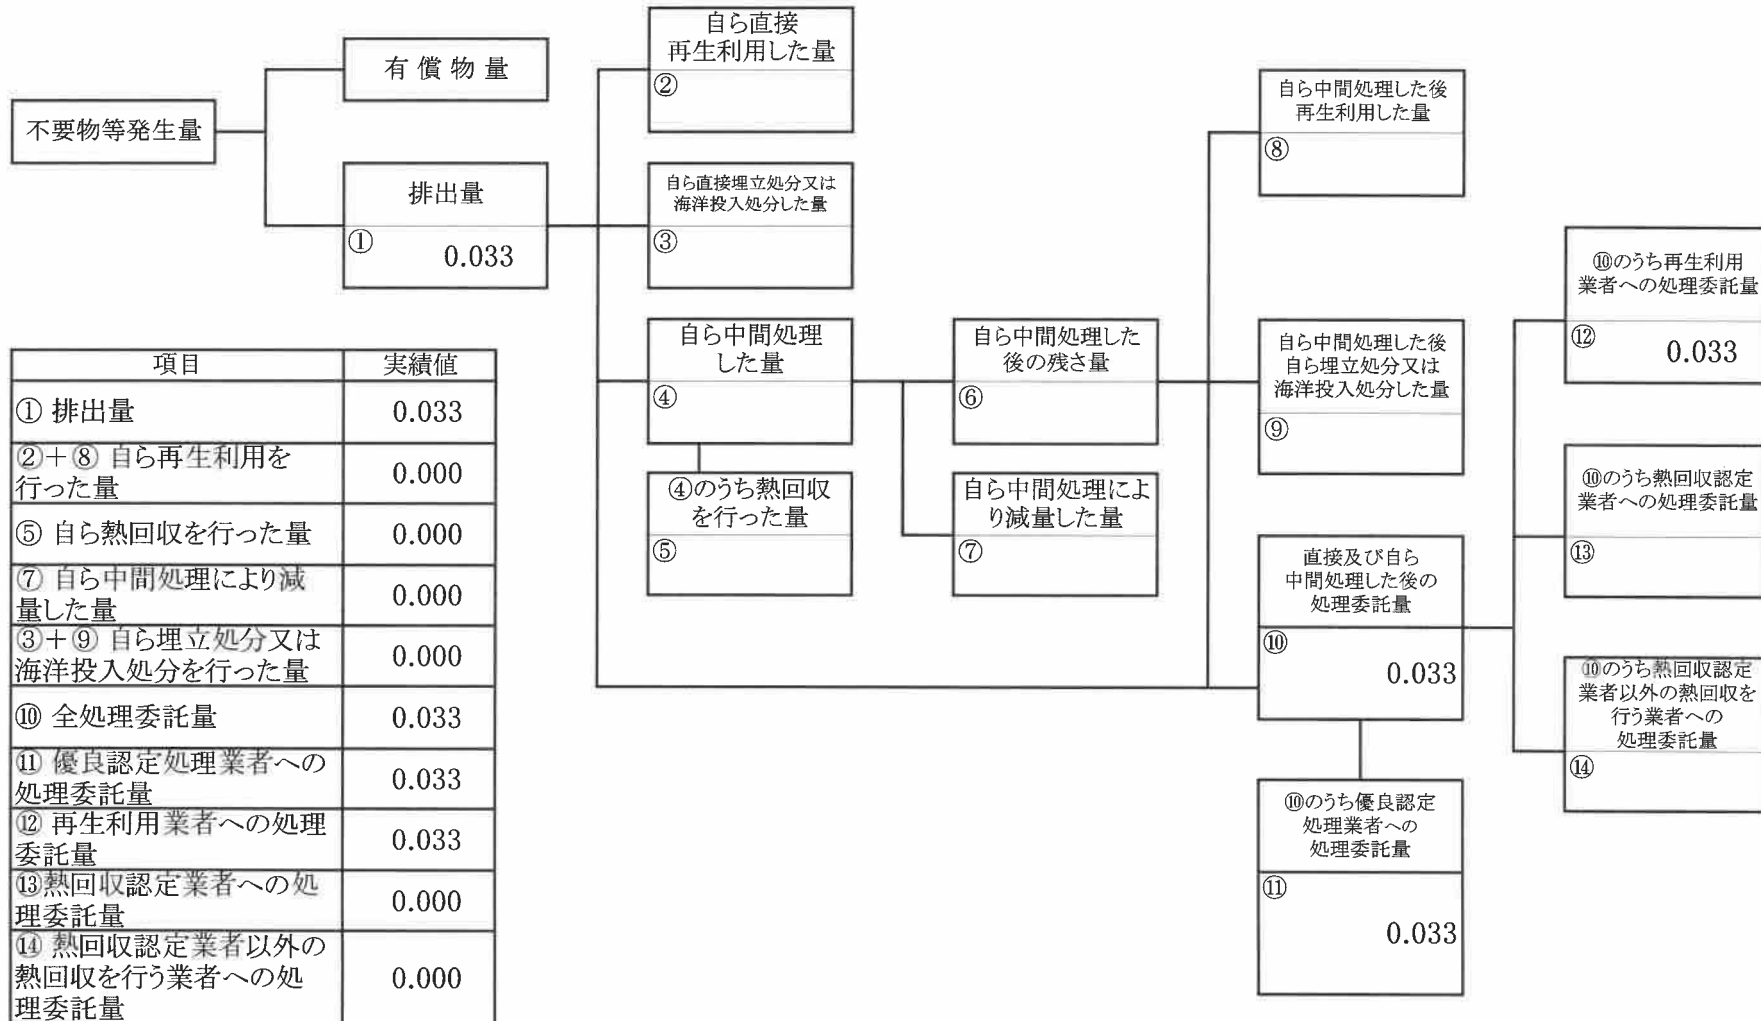 不要物等発生量
有償物量
排出量
①
0.033
自ら直接
再生利用した量
②
自ら直接埋立処分又は
海洋投入処分した量
③
自ら中間処理
した量
④
④のうち熱回収
を行った量
⑤
自ら中間処理した
後の残さ量
⑥
自ら中間処理によ
り減量した量
⑦
自ら中間処理した後
再生利用した量
⑧
自ら中間処理した後
自ら埋立処分又は
海洋投入処分した量
⑨
直接及び自ら
中間処理した後の
処理委託量
⑩
0.033
⑩のうち優良認定
処理業者への
処理委託量
⑪
0.033
⑩のうち再生利用
業者への処理委託量
⑫
0.033
⑩のうち熱回収認定
業者への処理委託量
⑬
⑩のうち熱回収認定
業者以外の熱回収を
行う業者への
処理委託量
⑭
項目 実績値
① 排出量 0.033
②+⑧ 自ら再生利用を
行った量 0.000
⑤ 自ら熱回収を行った量 0.000
⑦ 自ら中間処理により減
量した量 0.000
③+⑨ 自ら埋立処分又は
海洋投入処分を行った量 0.000
⑩ 全処理委託量 0.033
⑪ 優良認定処理業者への
処理委託量 0.033
⑫ 再生利用業者への処理
委託量 0.033
⑬熱回収認定業者への処
理委託量 0.000
⑭ 熱回収認定業者以外の
熱回収を行う業者への処
理委託量 0.000